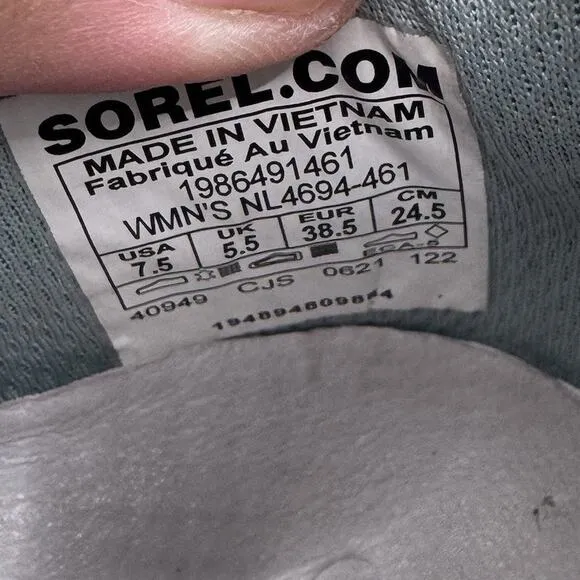 SOREL.COM
MADE IN VIETNAM
Fabriqué Au Vietnam
1986491461
WMN'S NL4694-461
USA UK EUR CM
7.5 5.5 38.5 24.5
40949 CJS 0621 122